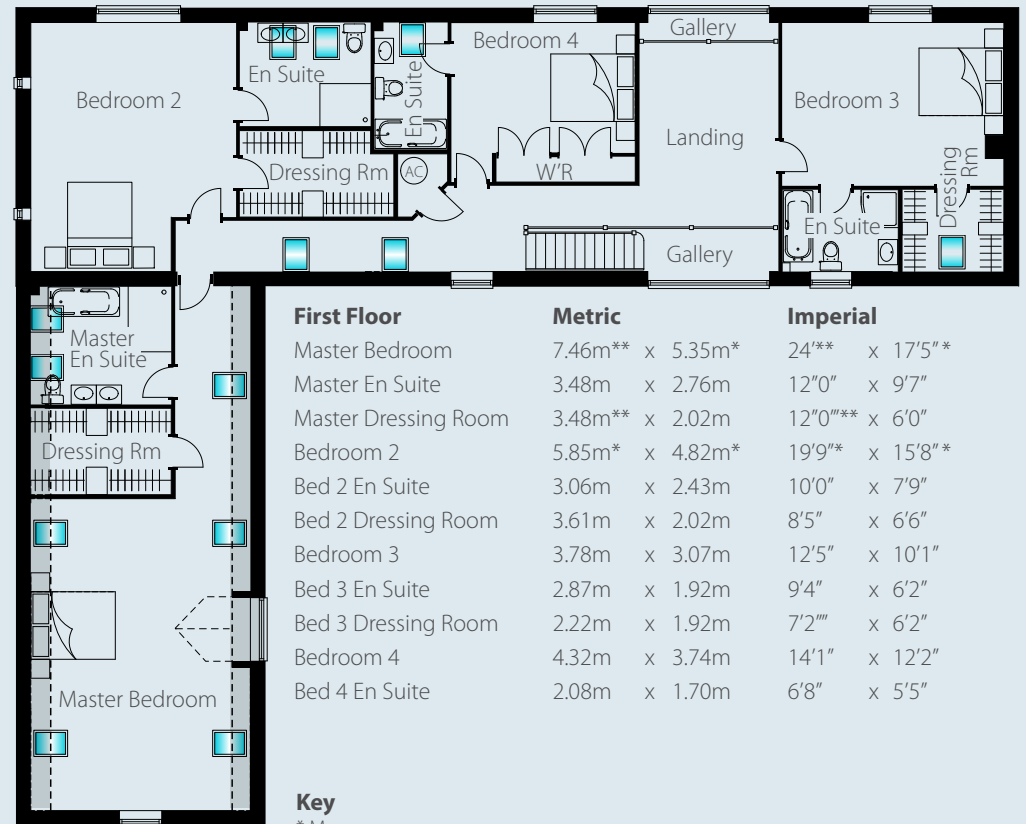 Gallery
Bedroom 4
En Suite
Bedroom 2
En Suite
Bedroom 3
Landing
Dressing Rm
AC
W'R
Dressing
Rm
En Suite
Gallery
Master
En Suite
Dressing Rm
Master Bedroom
First Floor Metric Imperial
Master Bedroom 7.46m** x 5.35m* 24'** x 17'5"*
Master En Suite 3.48m x 2.76m 12"0" x 9'7"
Master Dressing Room 3.48m** x 2.02m 12"0'"** x 6'0"
Bedroom 2 5.85m* x 4.82m* 19'9"* x 15'8"*
Bed 2 En Suite 3.06m x 2.43m 10'0" x 7'9"
Bed 2 Dressing Room 3.61m x 2.02m 8'5" x 6'6"
Bedroom 3 3.78m x 3.07m 12'5" x 10'1"
Bed 3 En Suite 2.87m x 1.92m 9'4" x 6'2"
Bed 3 Dressing Room 2.22m x 1.92m 7'2"" x 6'2"
Bedroom 4 4.32m x 3.74m 14'1" x 12'2"
Bed 4 En Suite 2.08m x 1.70m 6'8" x 5'5"
Key